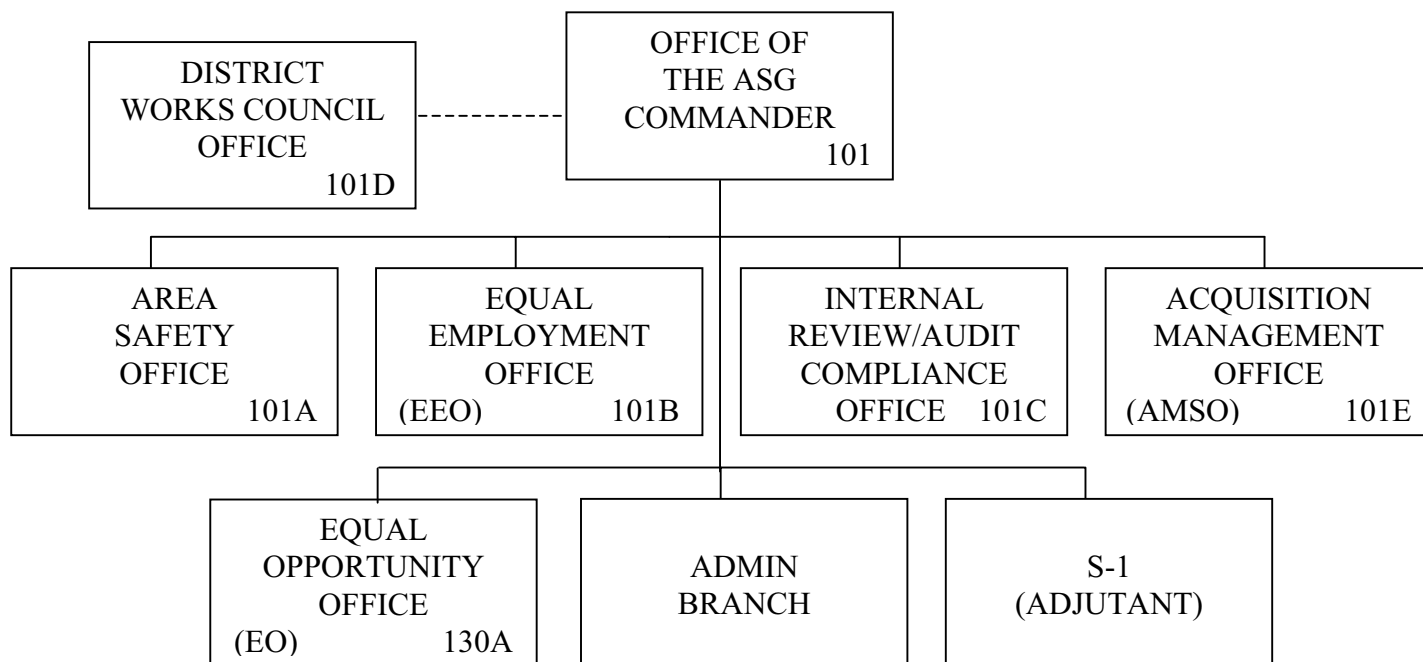 DISTRICT
WORKS COUNCIL
OFFICE
101D
OFFICE OF
THE ASG
COMMANDER
101
AREA
SAFETY
OFFICE
101A
EQUAL
EMPLOYMENT
OFFICE
(EEO) 101B
INTERNAL
REVIEW/AUDIT
COMPLIANCE
OFFICE 101C
ACQUISITION
MANAGEMENT
OFFICE
(AMSO) 101E
EQUAL
OPPORTUNITY
OFFICE
(EO) 130A
ADMIN
BRANCH
S-1
(ADJUTANT)